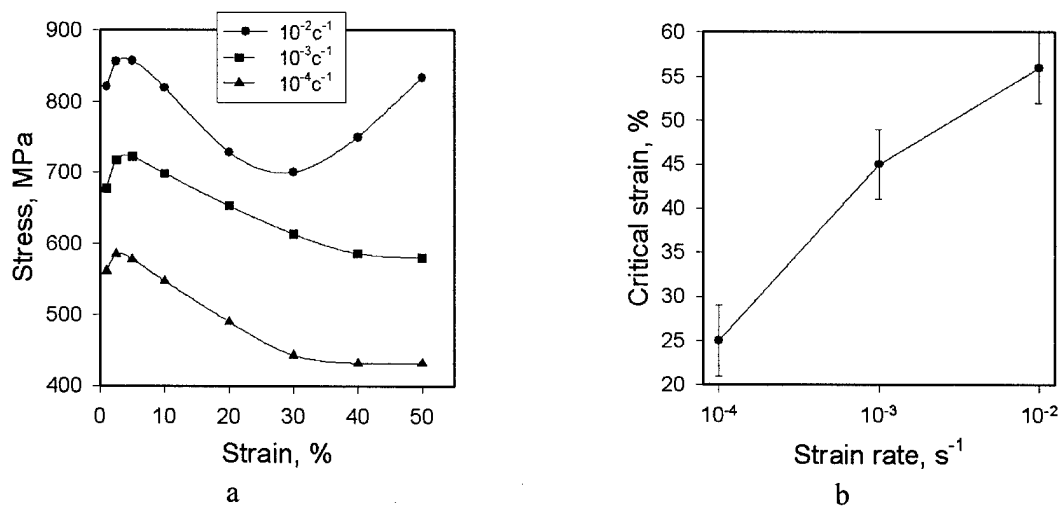 900
800
700
600
500
400
Stress, MPa
0 10 20 30 40 50
Strain, %
10⁻²c⁻¹
10⁻³c⁻¹
10⁻⁴c⁻¹
a
60
55
50
45
40
35
30
25
20
Critical strain, %
10⁻⁴ 10⁻³ 10⁻²
Strain rate, s⁻¹
b